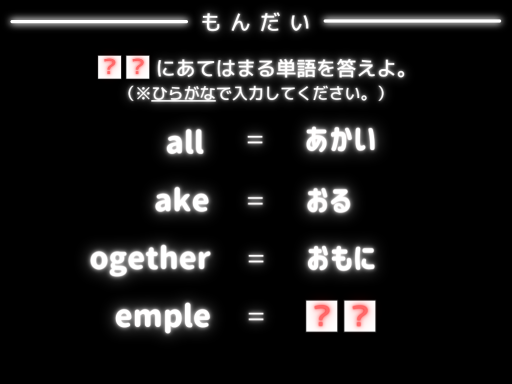 もんだい
??にあてはまる単語を答えよ。
(※ひらがなで入力してください。)
all = あかい
ake = おる
ogether = おもに
emple = ??